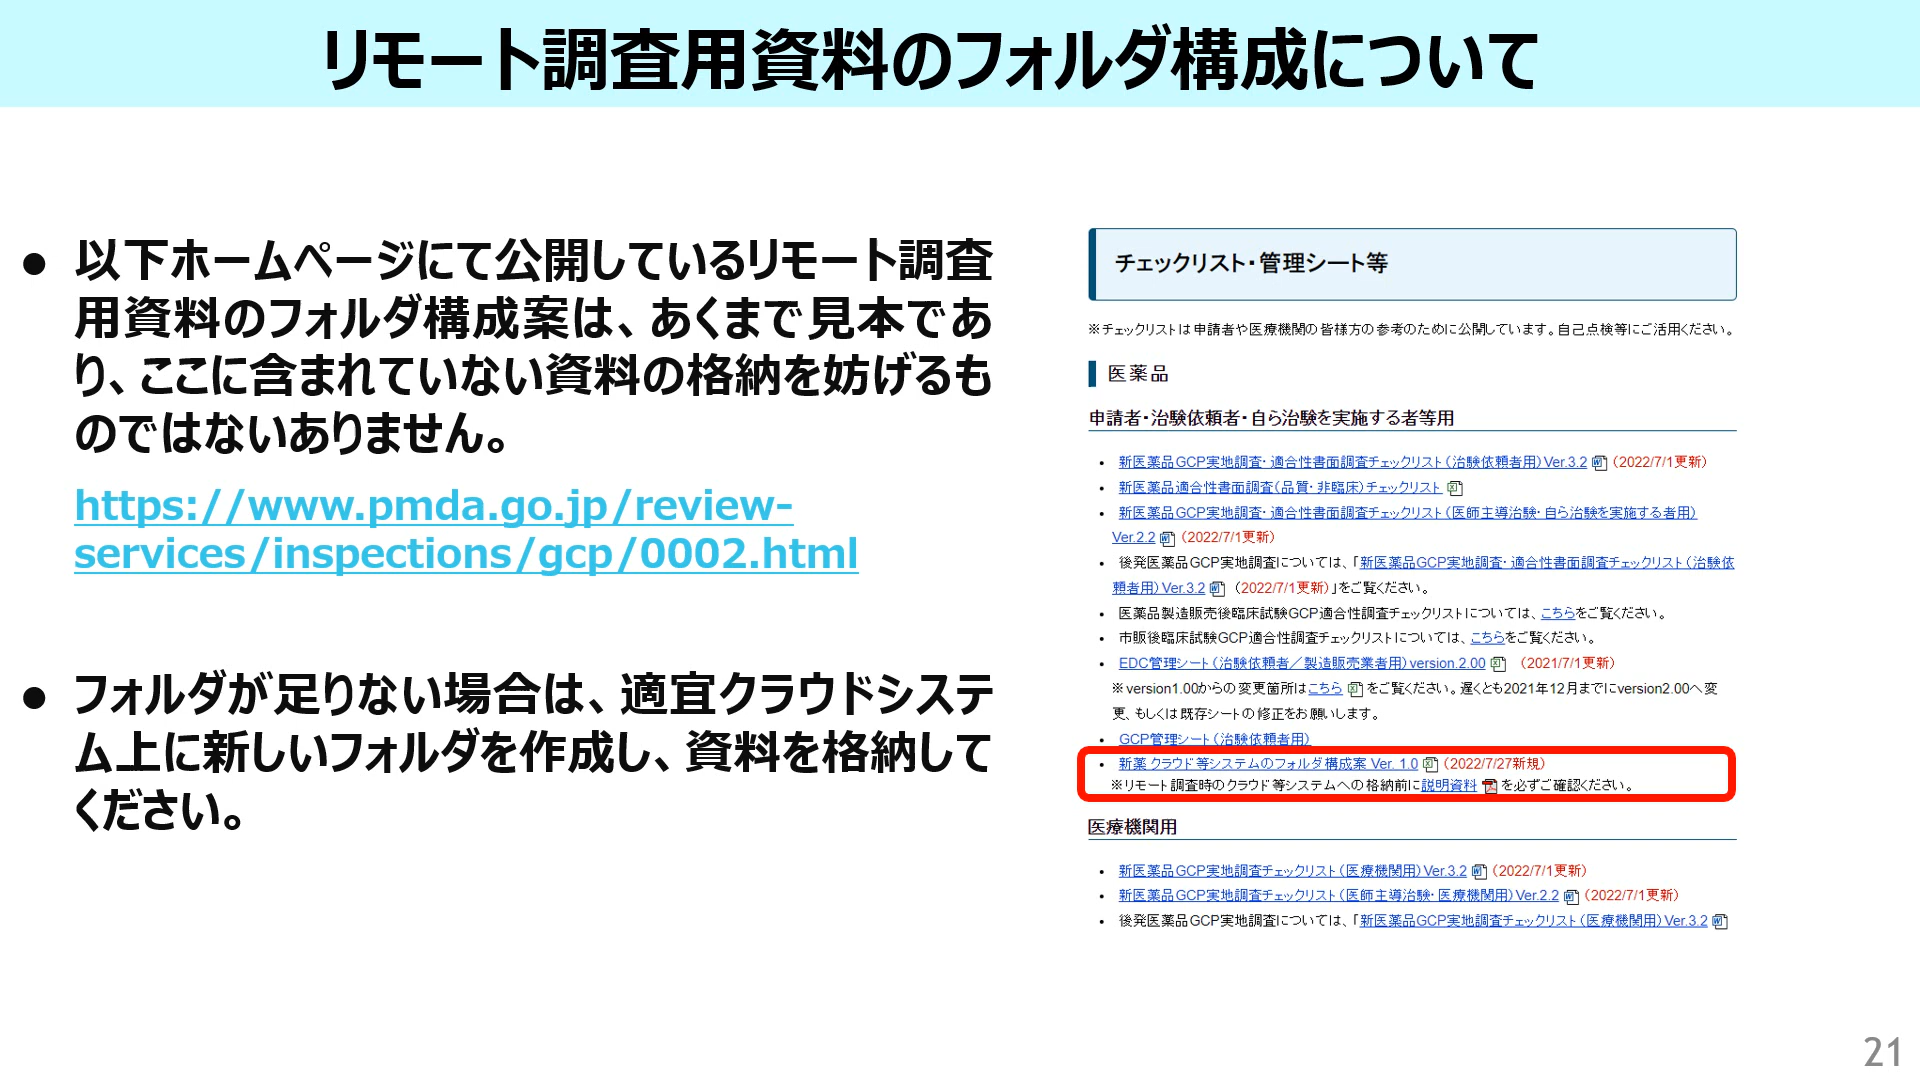 リモート調査用資料のフォルダ構成について
● 以下ホームページにて公開しているリモート調査
用資料のフォルダ構成案は、あくまで見本であ
り、ここに含まれていない資料の格納を妨げるも
のではないありません。
https://www.pmda.go.jp/review-
services/inspections/gcp/0002.html
● フォルダが足りない場合は、適宜クラウドシステ
ム上に新しいフォルダを作成し、資料を格納して
ください。
チェックリスト・管理シート等
※チェックリストは申請者や医療機関の皆様方の参考のために公開しています。自己点検等にご活用ください。
医薬品
申請者・治験依頼者・自ら治験を実施する者等用
• 新医薬品GCP実地調査・適合性書面調査チェックリスト（治験依頼者用）Ver.3.2（2022/7/1更新）
• 新医薬品適合性書面調査（品質・非臨床）チェックリスト
• 新医薬品GCP実地調査・適合性書面調査チェックリスト（医師主導治験・自ら治験を実施する者用）
Ver.2.2（2022/7/1更新）
• 後発医薬品GCP実地調査については、「新医薬品GCP実地調査・適合性書面調査チェックリスト（治験依
頼者用）Ver.3.2（2022/7/1更新）」をご覧ください。
• 医薬品製造販売後臨床試験GCP適合性調査チェックリストについては、こちらをご覧ください。
• 市販後臨床試験GCP適合性調査チェックリストについては、こちらをご覧ください。
• EDC管理シート（治験依頼者／製造販売業者用）version.2.00（2021/7/1更新）
※version1.00からの変更箇所はこちらをご覧ください。遅くとも2021年12月までにversion2.00へ変
更、もしくは既存シートの修正をお願いします。
• GCP管理シート（治験依頼者用）
• 新薬 クラウド等システムのフォルダ構成案 Ver. 1.0（2022/7/27新規）
※リモート調査時のクラウド等システムへの格納前に説明資料を必ずご確認ください。
医療機関用
• 新医薬品GCP実地調査チェックリスト（医療機関用）Ver.3.2（2022/7/1更新）
• 新医薬品GCP実地調査チェックリスト（医師主導治験・医療機関用）Ver.2.2（2022/7/1更新）
• 後発医薬品GCP実地調査については、「新医薬品GCP実地調査チェックリスト（医療機関用）Ver.3.2
21